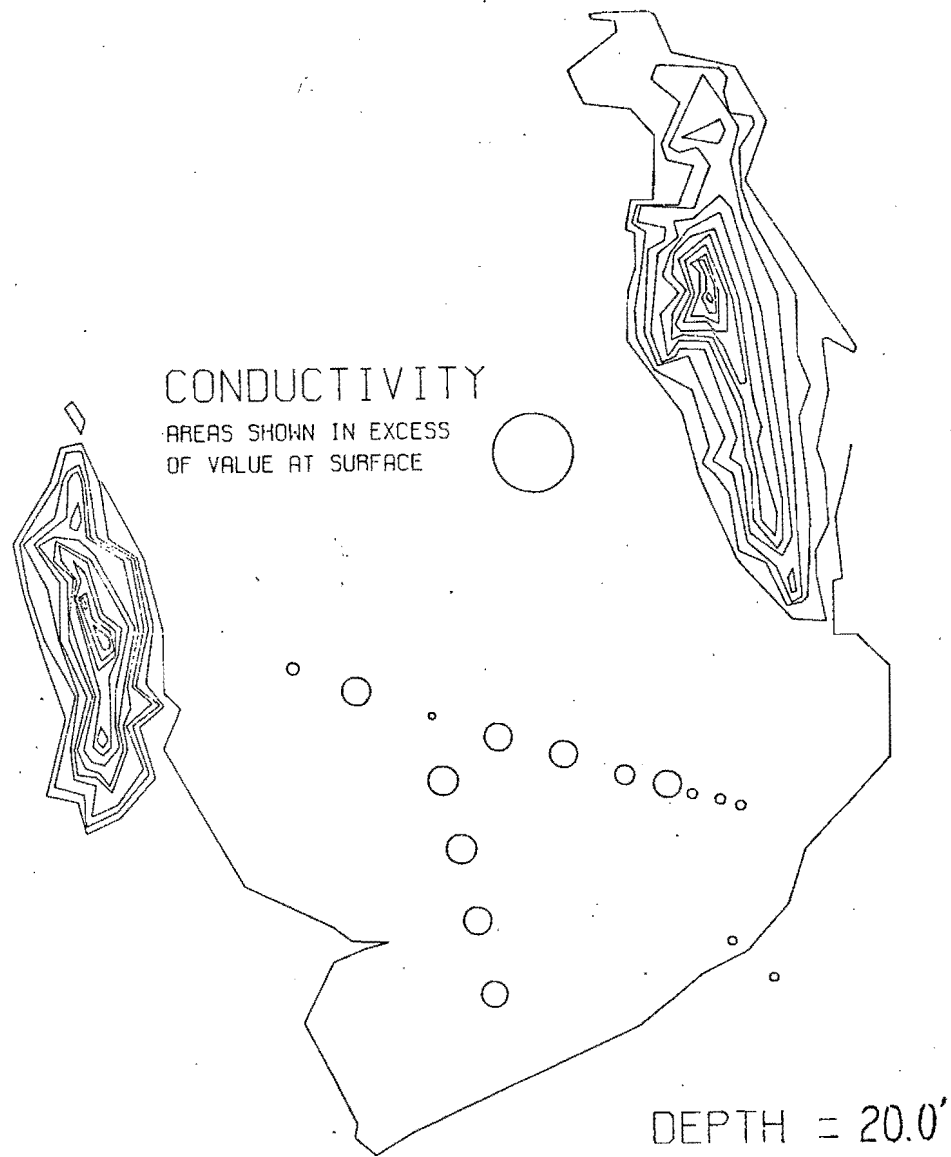 CONDUCTIVITY
AREAS SHOWN IN EXCESS
OF VALUE AT SURFACE
DEPTH = 20.0'